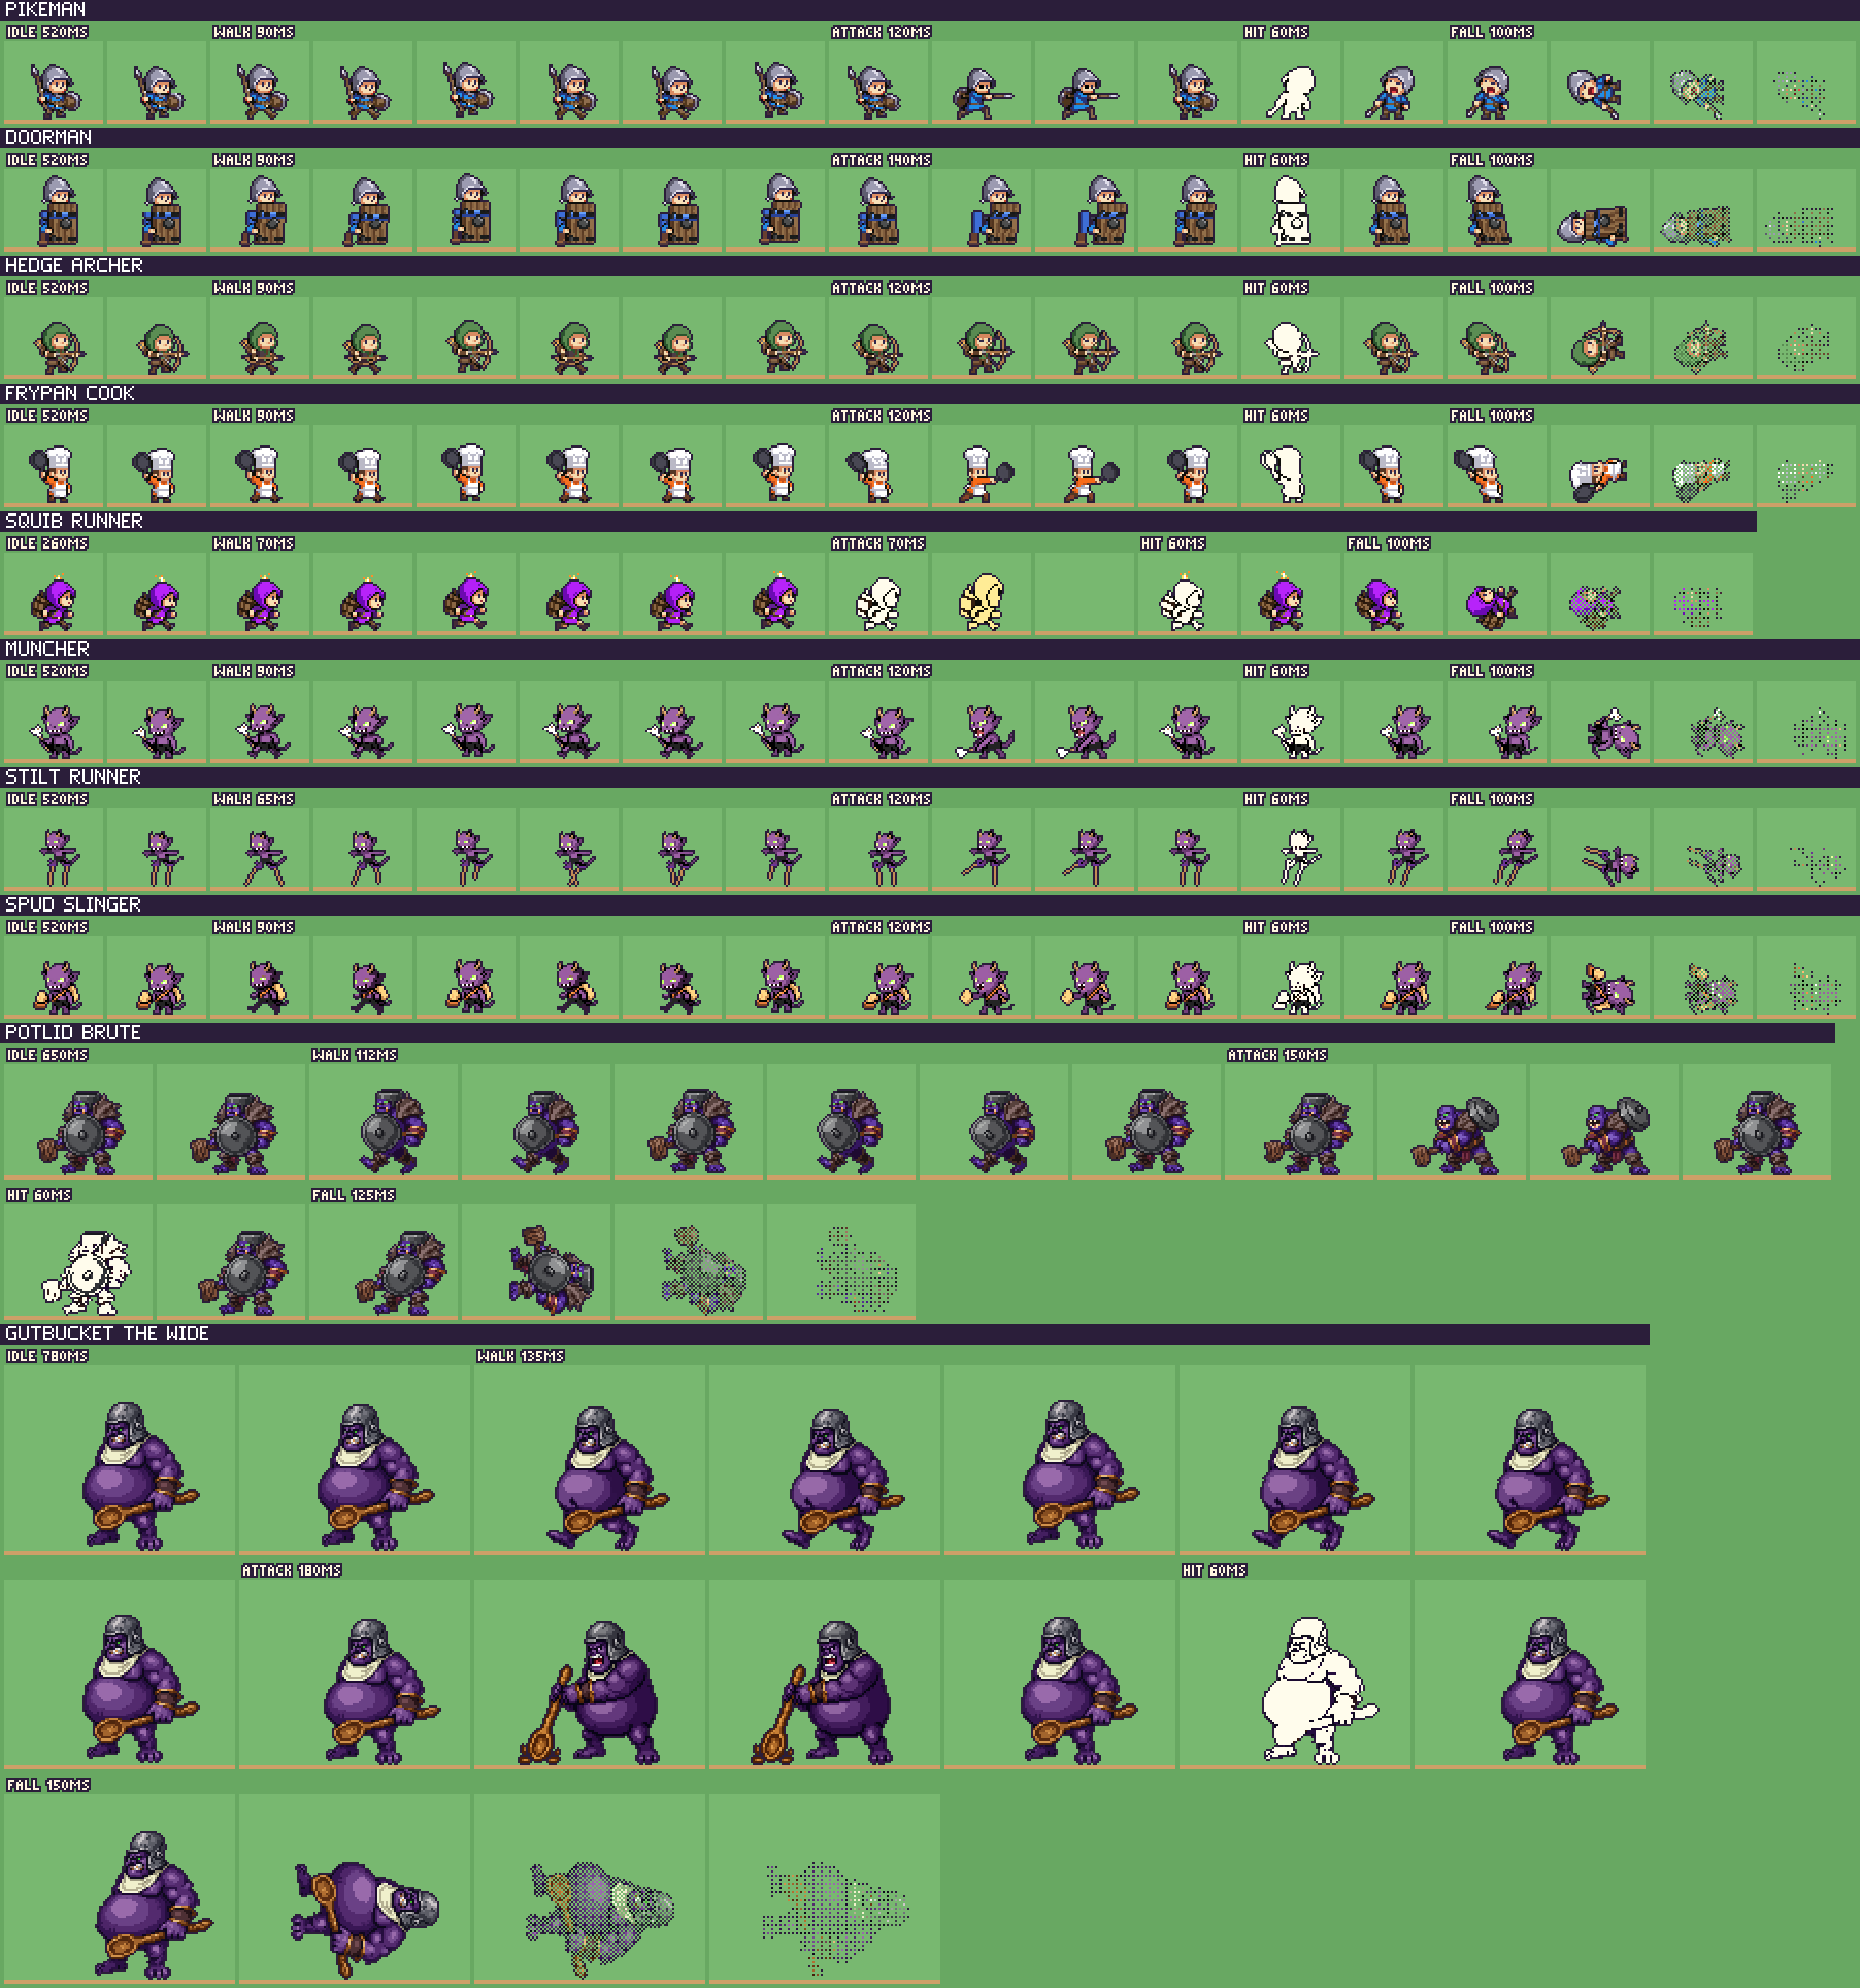 PIKEMAN
IDLE 520MS WALK 90MS ATTACK 120MS HIT 60MS FALL 100MS
DOORMAN
IDLE 520MS WALK 90MS ATTACK 140MS HIT 60MS FALL 100MS
HEDGE ARCHER
IDLE 520MS WALK 90MS ATTACK 120MS HIT 60MS FALL 100MS
FRYPAN COOK
IDLE 520MS WALK 90MS ATTACK 120MS HIT 60MS FALL 100MS
SQUIB RUNNER
IDLE 260MS WALK 70MS ATTACK 70MS HIT 60MS FALL 100MS
MUNCHER
IDLE 520MS WALK 90MS ATTACK 120MS HIT 60MS FALL 100MS
STILT RUNNER
IDLE 520MS WALK 65MS ATTACK 120MS HIT 60MS FALL 100MS
SPUD SLINGER
IDLE 520MS WALK 90MS ATTACK 120MS HIT 60MS FALL 100MS
POTLID BRUTE
IDLE 650MS WALK 112MS ATTACK 150MS
HIT 60MS FALL 125MS
GUTBUCKET THE WIDE
IDLE 780MS WALK 135MS
ATTACK 180MS HIT 60MS
FALL 150MS